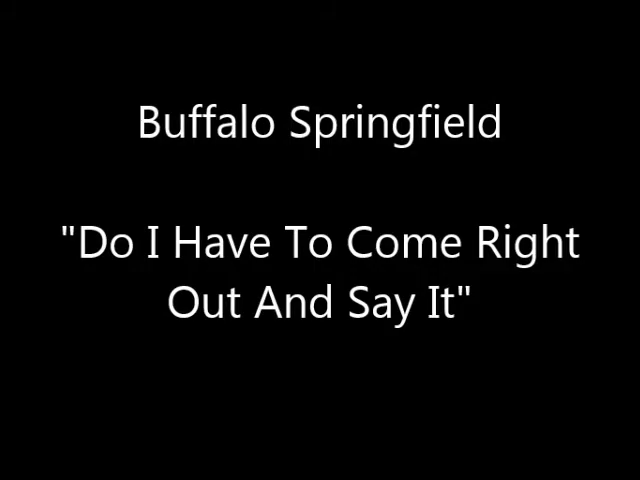 Buffalo Springfield
"Do I Have To Come Right
Out And Say It"